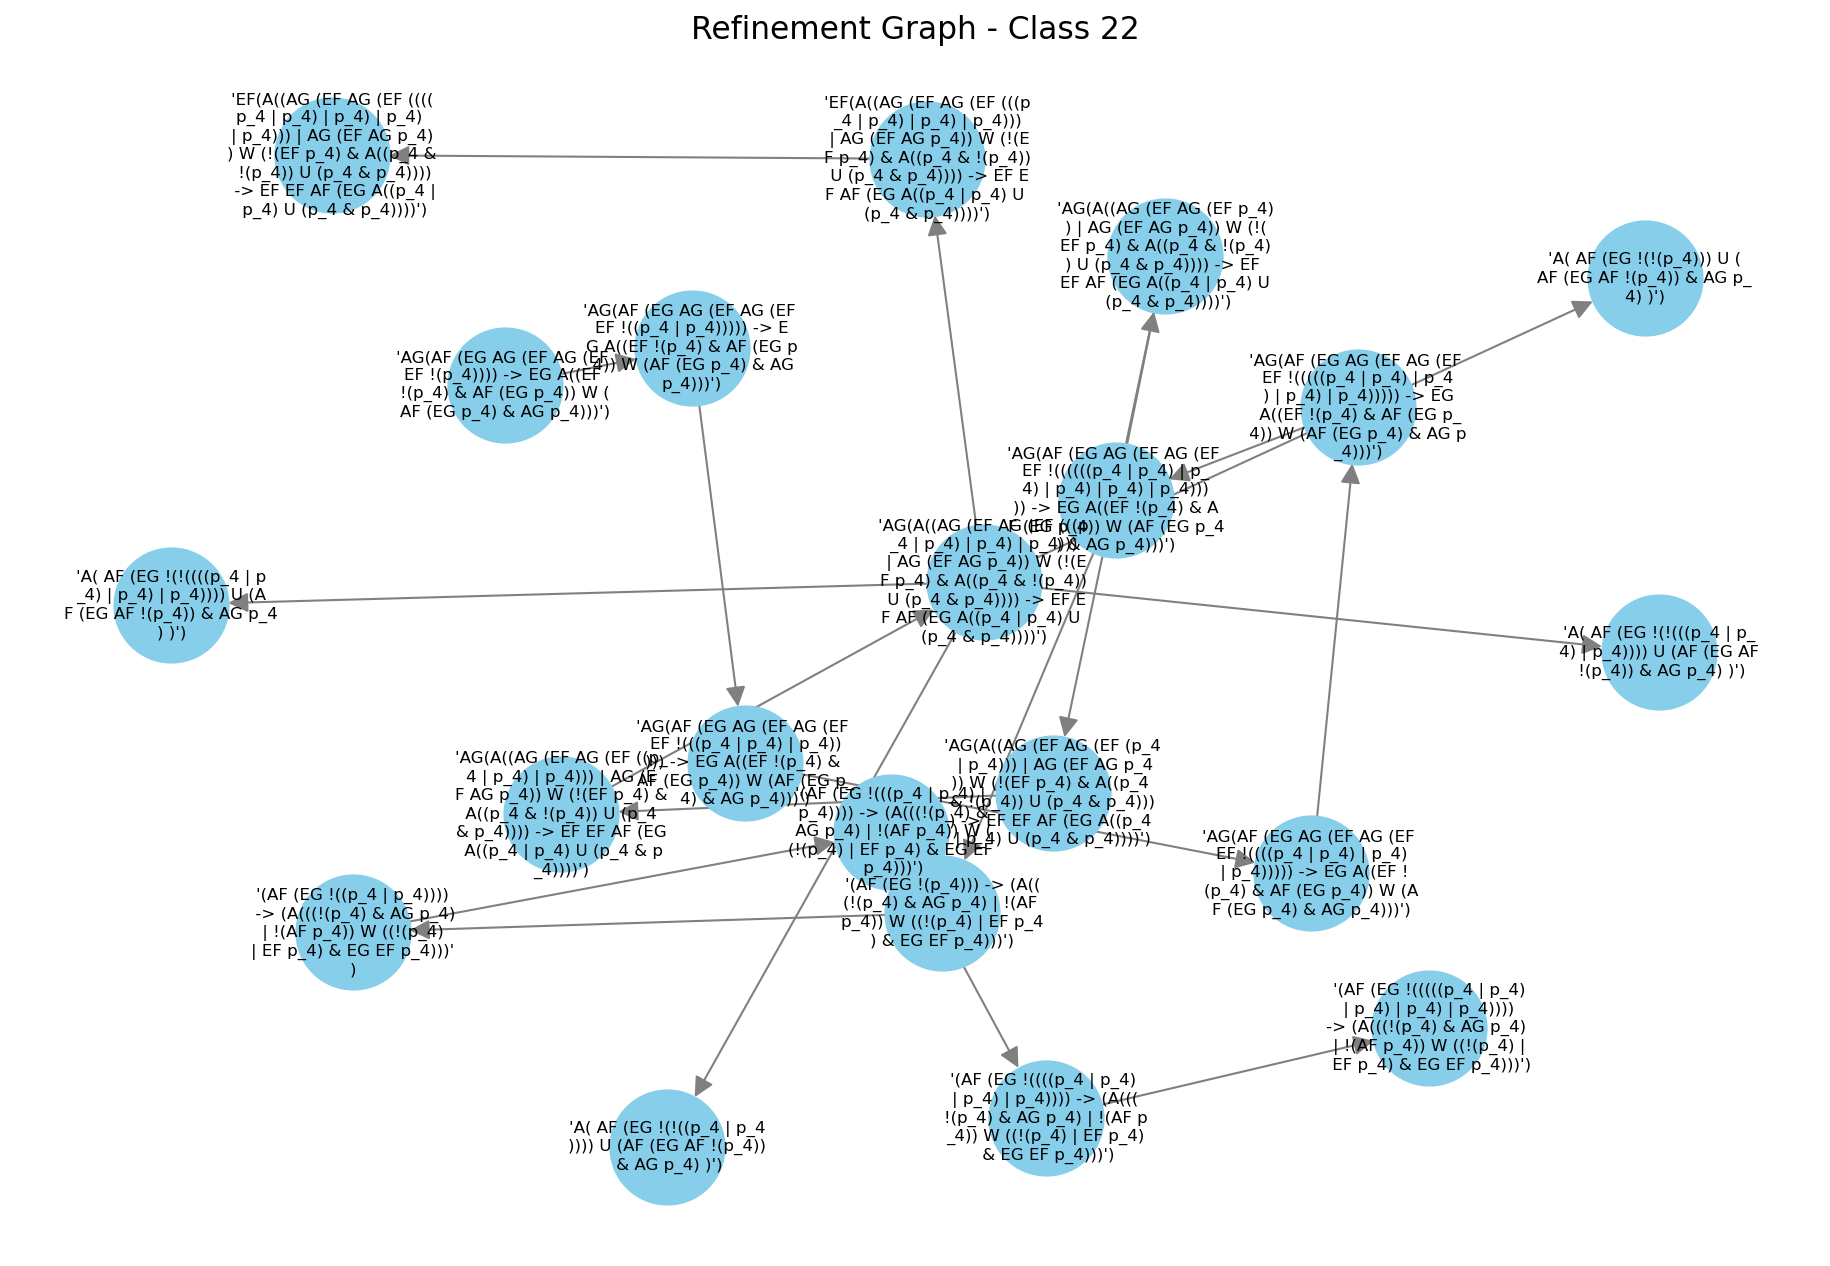 Refinement Graph - Class 22
'EF(A((AG (EF AG (EF ((((
p_4 | p_4) | p_4) | p_4)
| p_4))) | AG (EF AG p_4)
) W (!(EF p_4) & A((p_4 &
!(p_4)) U (p_4 & p_4))))
-> EF EF AF (EG A((p_4 |
p_4) U (p_4 & p_4))))')
'EF(A((AG (EF AG (EF (((p
_4 | p_4) | p_4) | p_4)))
| AG (EF AG p_4)) W (!(E
F p_4) & A((p_4 & !(p_4))
U (p_4 & p_4)))) -> EF E
F AF (EG A((p_4 | p_4) U
(p_4 & p_4))))')
'AG(A((AG (EF AG (EF p_4)
) | AG (EF AG p_4)) W (!(
EF p_4) & A((p_4 & !(p_4)
) U (p_4 & p_4)))) -> EF
EF AF (EG A((p_4 | p_4) U
(p_4 & p_4))))')
'A( AF (EG !(!(p_4))) U (
AF (EG AF !(p_4)) & AG p_
4) )')
'AG(AF (EG AG (EF AG (EF
EF !((p_4 | p_4))))) -> E
G A((EF !(p_4) & AF (EG p
_4)) W (AF (EG p_4) & AG
p_4)))')
'AG(AF (EG AG (EF AG (EF
EF !(p_4)))) -> EG A((EF
!(p_4) & AF (EG p_4)) W (
AF (EG p_4) & AG p_4)))')
'AG(AF (EG AG (EF AG (EF
EF !(((((p_4 | p_4) | p_4
) | p_4) | p_4))))) -> EG
A((EF !(p_4) & AF (EG p_
4)) W (AF (EG p_4) & AG p
_4)))')
'AG(AF (EG AG (EF AG (EF
EF !((((((p_4 | p_4) | p_
4) | p_4) | p_4) | p_4)))
)) -> EG A((EF !(p_4) & A
F (EG p_4)) W (AF (EG p_4
) & AG p_4)))')
'AG(A((AG (EF AG (EF (((p
_4 | p_4) | p_4) | p_4)))
| AG (EF AG p_4)) W (!(E
F p_4) & A((p_4 & !(p_4))
U (p_4 & p_4)))) -> EF E
F AF (EG A((p_4 | p_4) U
(p_4 & p_4))))')
'A( AF (EG !(!((((p_4 | p
_4) | p_4) | p_4)))) U (A
F (EG AF !(p_4)) & AG p_4
) )')
'A( AF (EG !(!(((p_4 | p_
4) | p_4)))) U (AF (EG AF
!(p_4)) & AG p_4) )')
'AG(AF (EG AG (EF AG (EF
EF !(((p_4 | p_4) | p_4))
))) -> EG A((EF !(p_4) &
AF (EG p_4)) W (AF (EG p_
4) & AG p_4)))')
'AG(A((AG (EF AG (EF ((p_
4 | p_4) | p_4))) | AG (E
F AG p_4)) W (!(EF p_4) &
A((p_4 & !(p_4)) U (p_4
& p_4)))) -> EF EF AF (EG
A((p_4 | p_4) U (p_4 & p
_4))))')
'AG(A((AG (EF AG (EF (p_4
| p_4))) | AG (EF AG p_4
)) W (!(EF p_4) & A((p_4
& !(p_4)) U (p_4 & p_4)))
) -> EF EF AF (EG A((p_4
| p_4) U (p_4 & p_4))))')
'(AF (EG !(((p_4 | p_4) |
p_4)))) -> (A(((!(p_4) &
AG p_4) | !(AF p_4)) W (
(!(p_4) | EF p_4) & EG EF
p_4)))')
'AG(AF (EG AG (EF AG (EF
EF !((((p_4 | p_4) | p_4)
| p_4))))) -> EG A((EF !
(p_4) & AF (EG p_4)) W (A
F (EG p_4) & AG p_4)))')
'(AF (EG !((p_4 | p_4))))
-> (A(((!(p_4) & AG p_4)
| !(AF p_4)) W ((!(p_4)
| EF p_4) & EG EF p_4)))'
)
'(AF (EG !(p_4))) -> (A((
(!(p_4) & AG p_4) | !(AF
p_4)) W ((!(p_4) | EF p_4
) & EG EF p_4)))')
'(AF (EG !(((((p_4 | p_4)
| p_4) | p_4) | p_4))))
-> (A(((!(p_4) & AG p_4)
| !(AF p_4)) W ((!(p_4) |
EF p_4) & EG EF p_4)))')
'(AF (EG !((((p_4 | p_4)
| p_4) | p_4)))) -> (A(((
!(p_4) & AG p_4) | !(AF p
_4)) W ((!(p_4) | EF p_4)
& EG EF p_4)))')
'A( AF (EG !(!((p_4 | p_4
)))) U (AF (EG AF !(p_4))
& AG p_4) )')